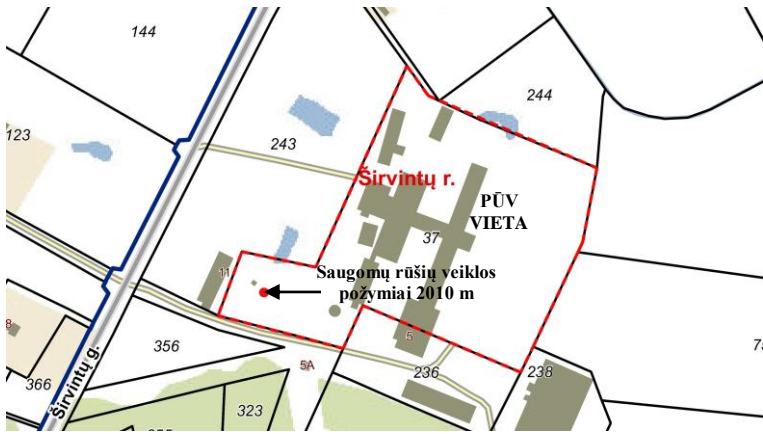 144
244
123
243
Širvintų r.
PŪV
VIETA
37
Saugomų rūšių veiklos
požymiai 2010 m
11
8
5
356
5A
236
238
366
323
Širvintų g.